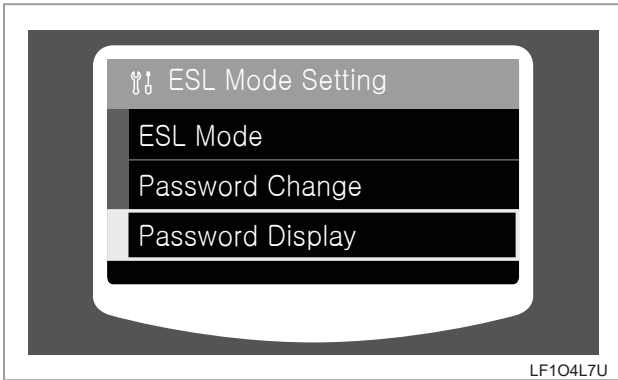 ESL Mode Setting
ESL Mode
Password Change
Password Display
LF1O4L7U